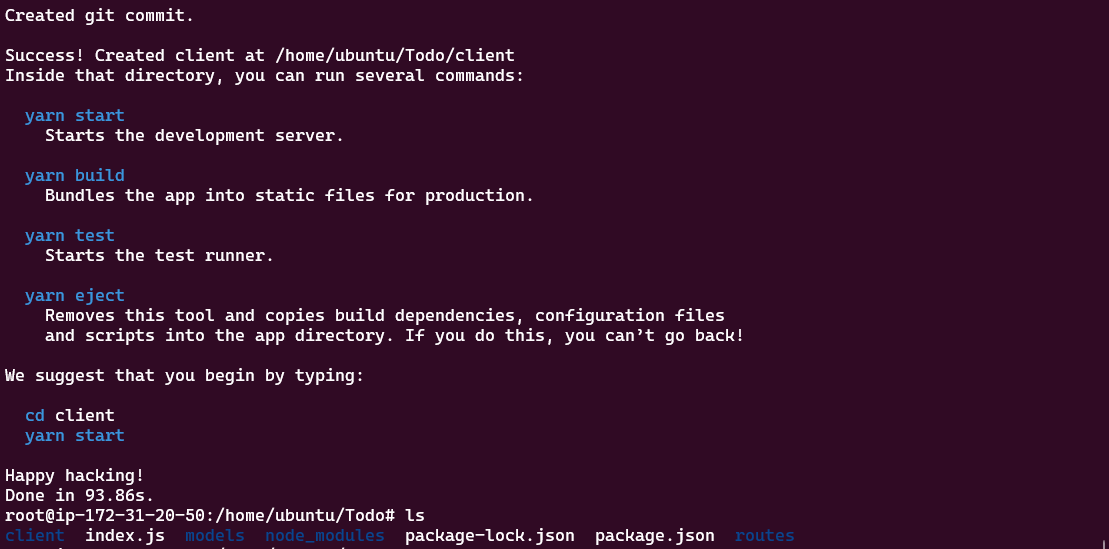 Created git commit.
Success! Created client at /home/ubuntu/Todo/client
Inside that directory, you can run several commands:
yarn start
Starts the development server.
yarn build
Bundles the app into static files for production.
yarn test
Starts the test runner.
yarn eject
Removes this tool and copies build dependencies, configuration files
and scripts into the app directory. If you do this, you can’t go back!
We suggest that you begin by typing:
cd client
yarn start
Happy hacking!
Done in 93.86s.
root@ip-172-31-20-50:/home/ubuntu/Todo# ls
client index.js models node_modules package-lock.json package.json routes